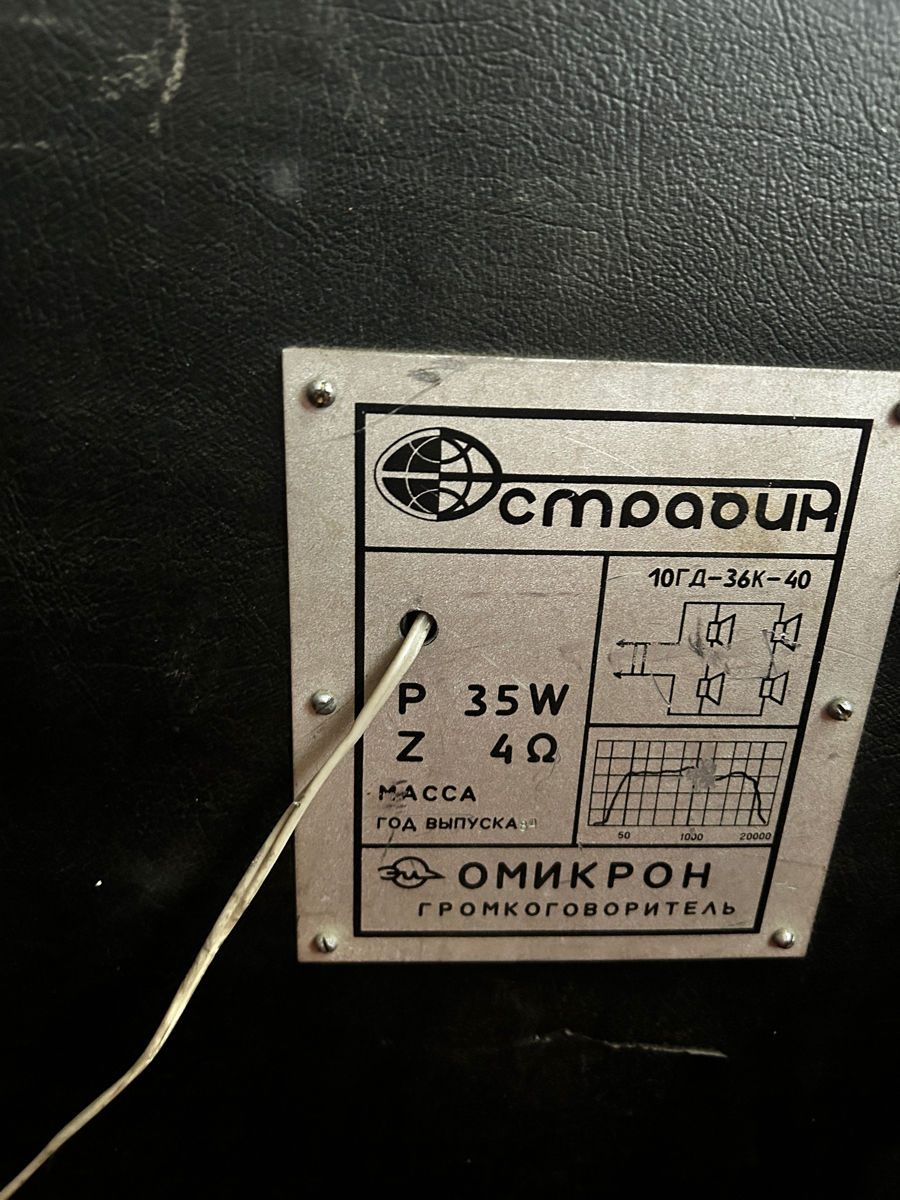 Эстрадин
10ГД-36К-40
P 35W
Z 4Ω
МАССА
ГОД ВЫПУСКА
50 1000 20000
ОМИКРОН
ГРОМКОГОВОРИТЕЛЬ